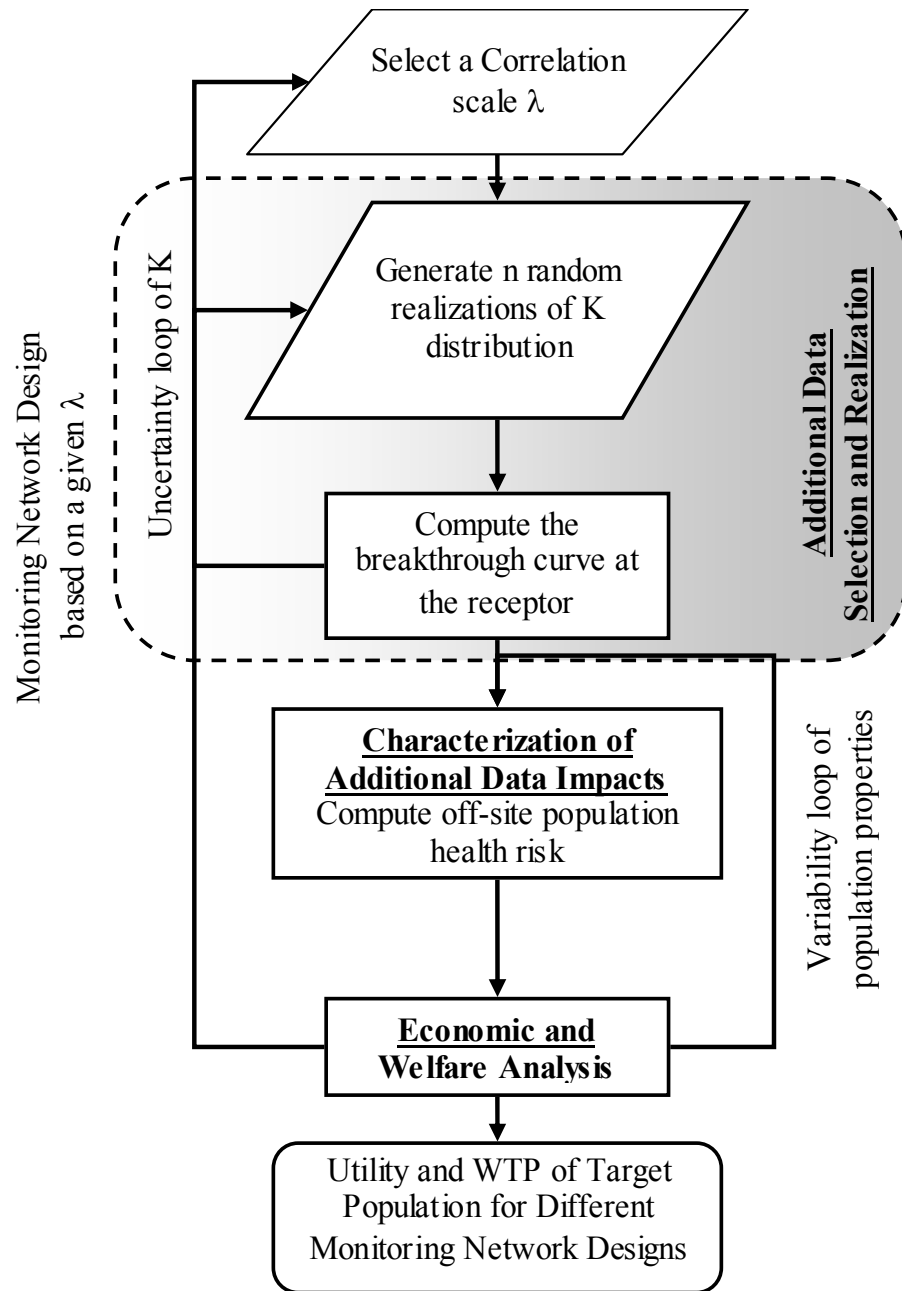 Select a Correlation
scale λ
Generate n random
realizations of K
distribution
Uncertainty loop of K
Monitoring Network Design
based on a given λ
Additional Data
Selection and Realization
Compute the
breakthrough curve at
the receptor
Characterization of
Additional Data Impacts
Compute off-site population
health risk
Variability loop of
population properties
Economic and
Welfare Analysis
Utility and WTP of Target
Population for Different
Monitoring Network Designs